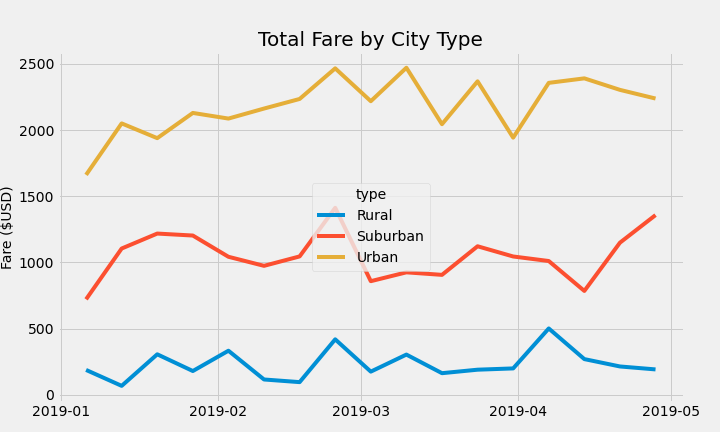 Total Fare by City Type
Fare ($USD)
2500
2000
1500
1000
500
0
type
Rural
Suburban
Urban
2019-01
2019-02
2019-03
2019-04
2019-05